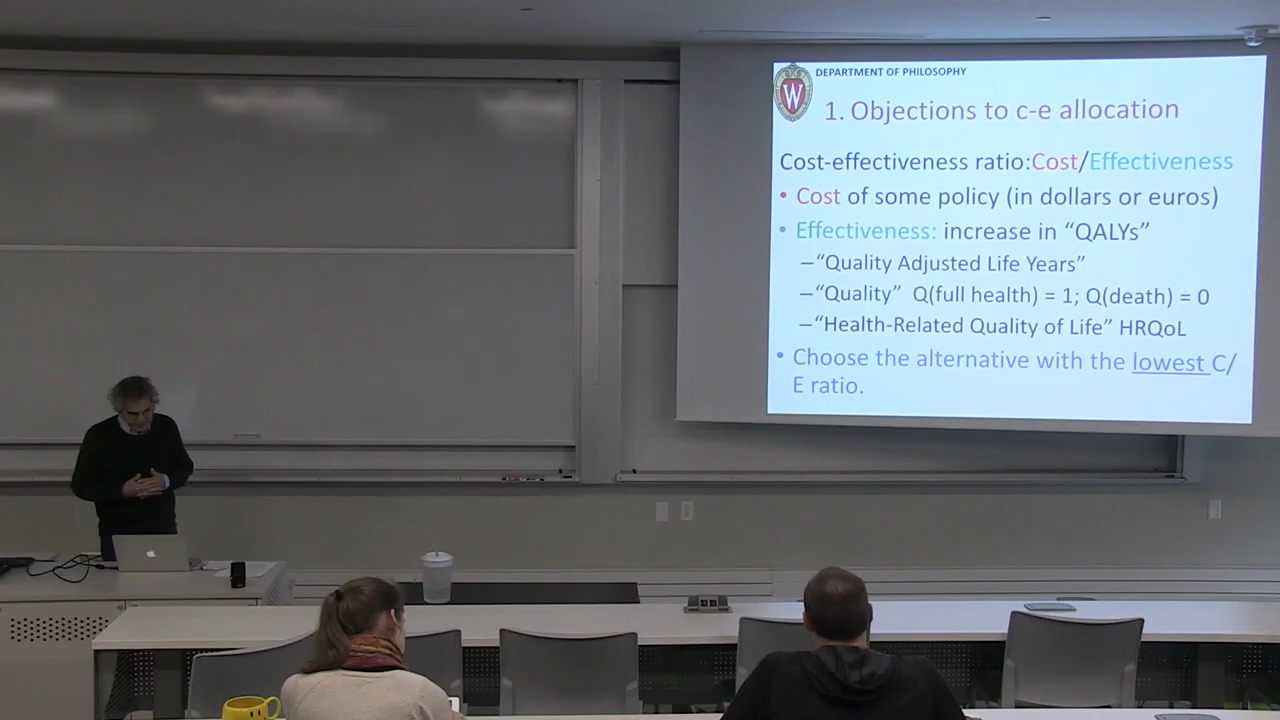 DEPARTMENT OF PHILOSOPHY
W
1. Objections to c-e allocation
Cost-effectiveness ratio:Cost/Effectiveness
• Cost of some policy (in dollars or euros)
• Effectiveness: increase in “QALYs”
–“Quality Adjusted Life Years”
–“Quality” Q(full health) = 1; Q(death) = 0
–“Health-Related Quality of Life” HRQoL
• Choose the alternative with the lowest C/
E ratio.